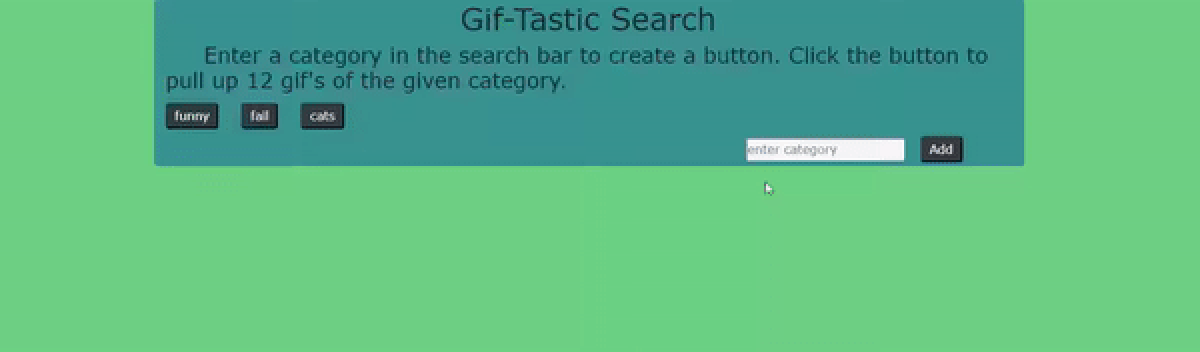 Gif-Tastic Search
Enter a category in the search bar to create a button. Click the button to
pull up 12 gif's of the given category.
funny fail cats
enter category Add